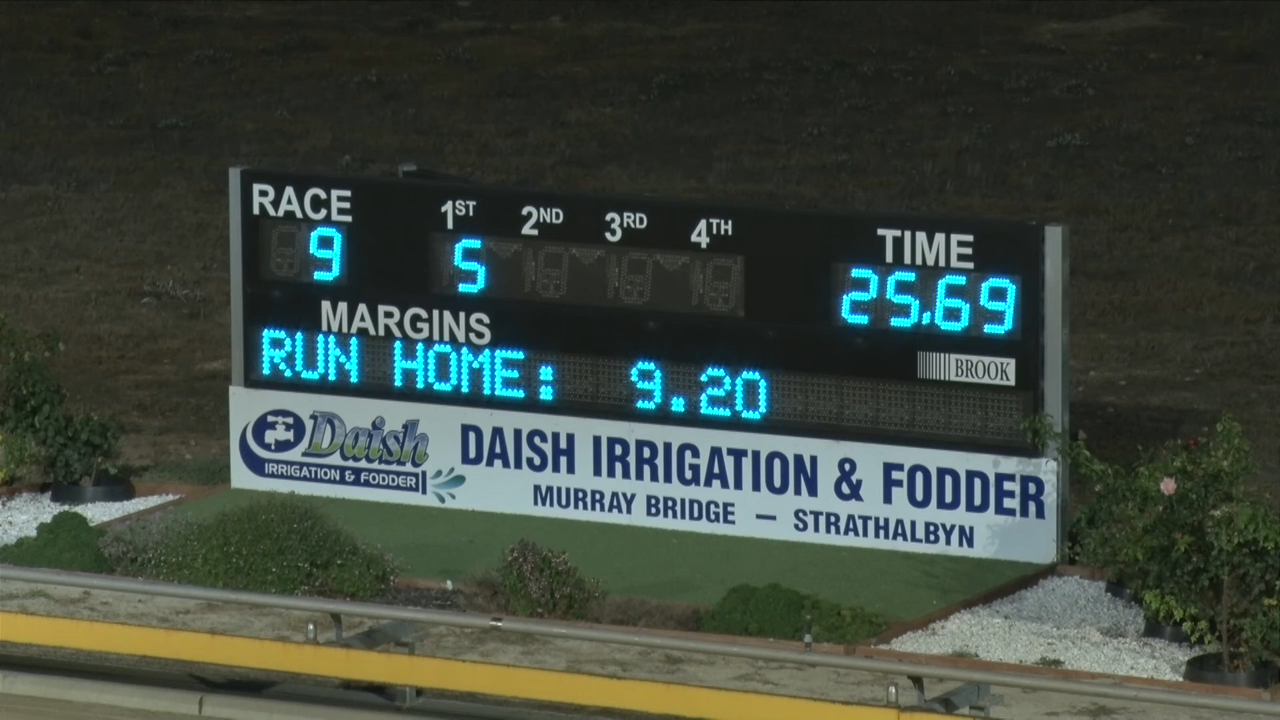 RACE 1ST 2ND 3RD 4TH TIME
9 5 25.69
MARGINS
BROOK
RUN HOME: 9.20
Daish
IRRIGATION & FODDER
DAISH IRRIGATION & FODDER
MURRAY BRIDGE — STRATHALBYN